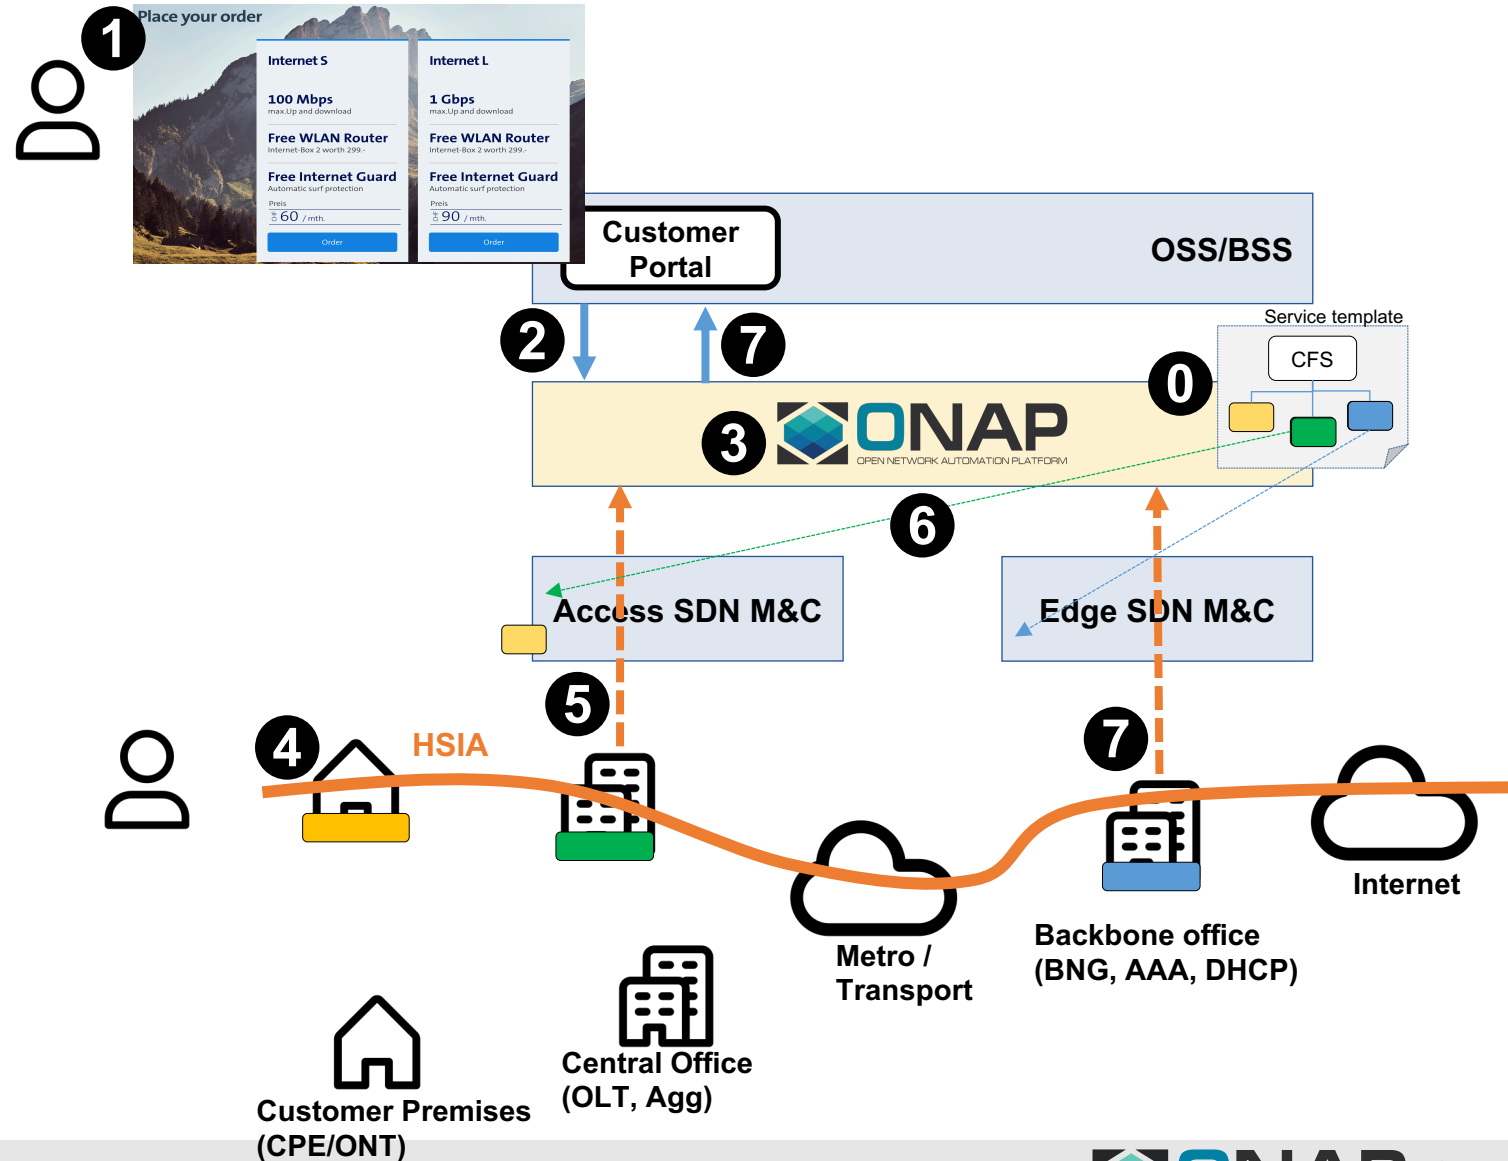 Place your order
1
Internet S
Internet L
100 Mbps
max.Up and download
1 Gbps
max.Up and download
Free WLAN Router
Internet-Box 2 worth 299.-
Free WLAN Router
Internet-Box 2 worth 299.-
Free Internet Guard
Automatic surf protection
Free Internet Guard
Automatic surf protection
Preis
CHF 60 / mth.
Preis
CHF 90 / mth.
Order
Order
Customer
Portal
OSS/BSS
2
7
Service template
CFS
0
3
ONAP
OPEN NETWORK AUTOMATION PLATFORM
6
Access SDN M&C
Edge SDN M&C
5
4
HSIA
7
Internet
Metro /
Transport
Backbone office
(BNG, AAA, DHCP)
Central Office
(OLT, Agg)
Customer Premises
(CPE/ONT)
ONAP